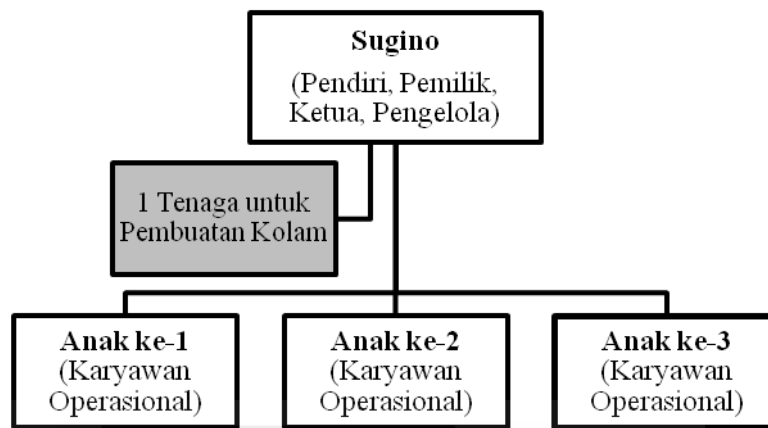 Sugino
(Pendiri, Pemilik,
Ketua, Pengelola)
1 Tenaga untuk
Pembuatan Kolam
Anak ke-1
(Karyawan
Operasional)
Anak ke-2
(Karyawan
Operasional)
Anak ke-3
(Karyawan
Operasional)